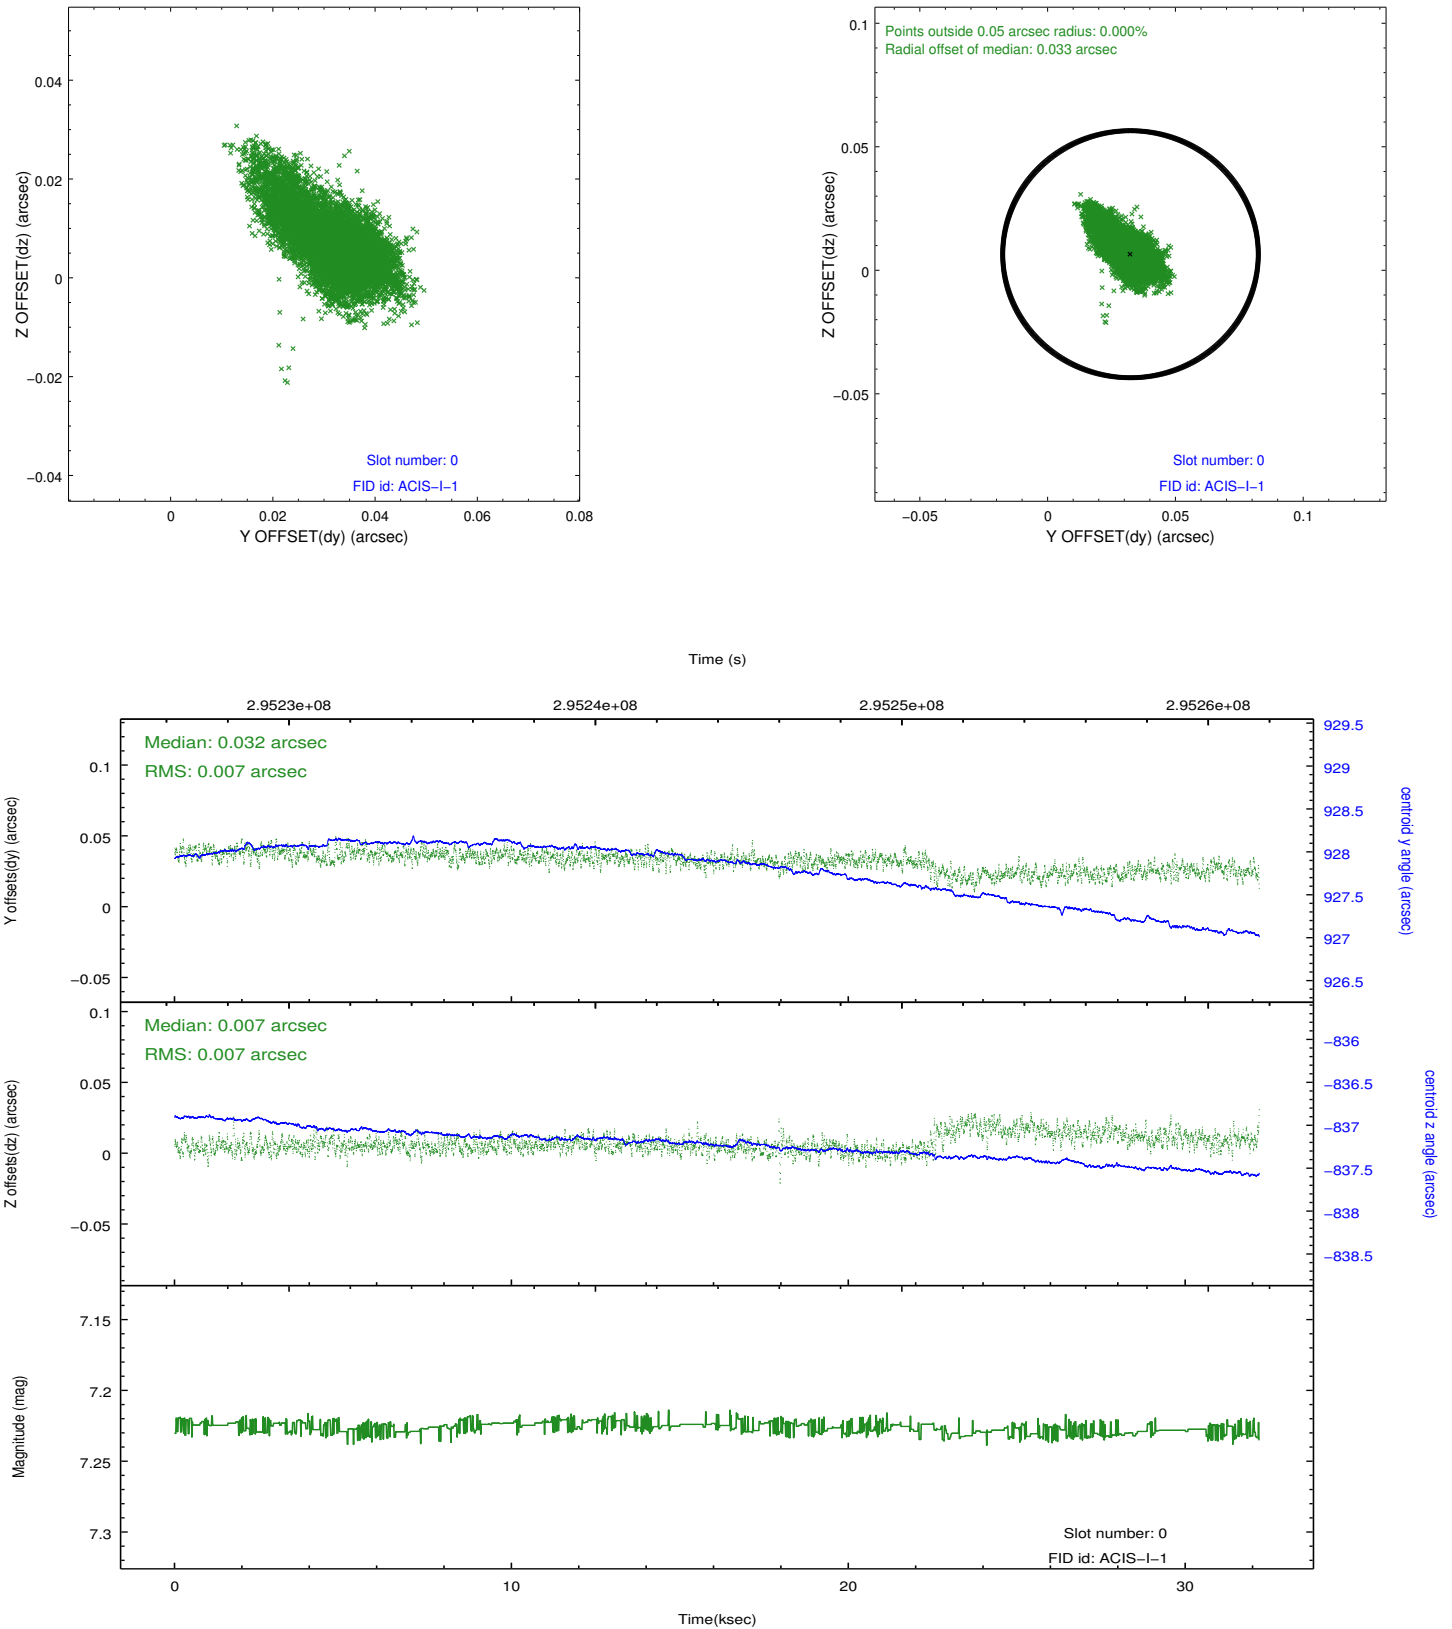 0.04
0.02
0
−0.02
−0.04
Z OFFSET(dz) (arcsec)
Slot number: 0
FID id: ACIS−I−1
0
0.02
0.04
0.06
0.08
Y OFFSET(dy) (arcsec)
Points outside 0.05 arcsec radius: 0.000%
Radial offset of median: 0.033 arcsec
0.1
0.05
0
−0.05
Z OFFSET(dz) (arcsec)
Slot number: 0
FID id: ACIS−I−1
−0.05
0
0.05
0.1
Y OFFSET(dy) (arcsec)
Time (s)
2.9523e+08
2.9524e+08
2.9525e+08
2.9526e+08
Median: 0.032 arcsec
RMS: 0.007 arcsec
0.1
0.05
0
−0.05
Y offsets(dy) (arcsec)
929.5
929
928.5
928
927.5
927
926.5
centroid y angle (arcsec)
Median: 0.007 arcsec
RMS: 0.007 arcsec
0.1
0.05
0
−0.05
Z offsets(dz) (arcsec)
−836
−836.5
−837
−837.5
−838
−838.5
centroid z angle (arcsec)
7.15
7.2
7.25
7.3
Magnitude (mag)
Slot number: 0
FID id: ACIS−I−1
0
10
20
30
Time(ksec)